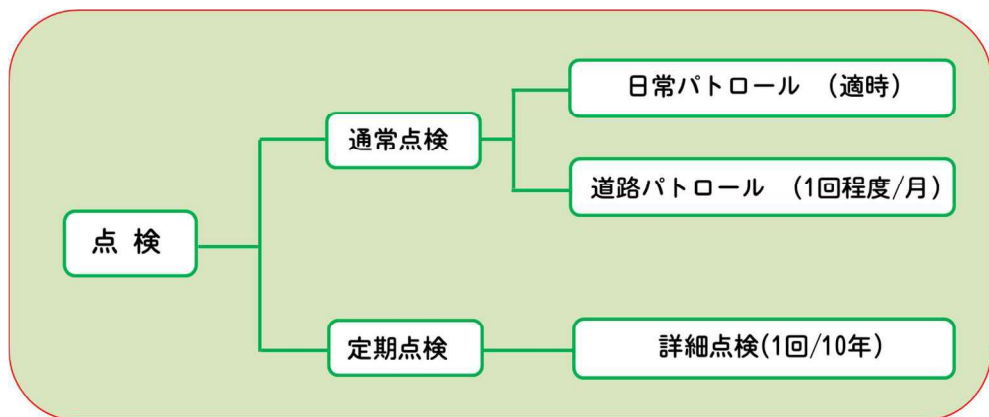 日常パトロール （適時）
通常点検
道路パトロール （1回程度/月）
点 検
定期点検
詳細点検(1回/10年)